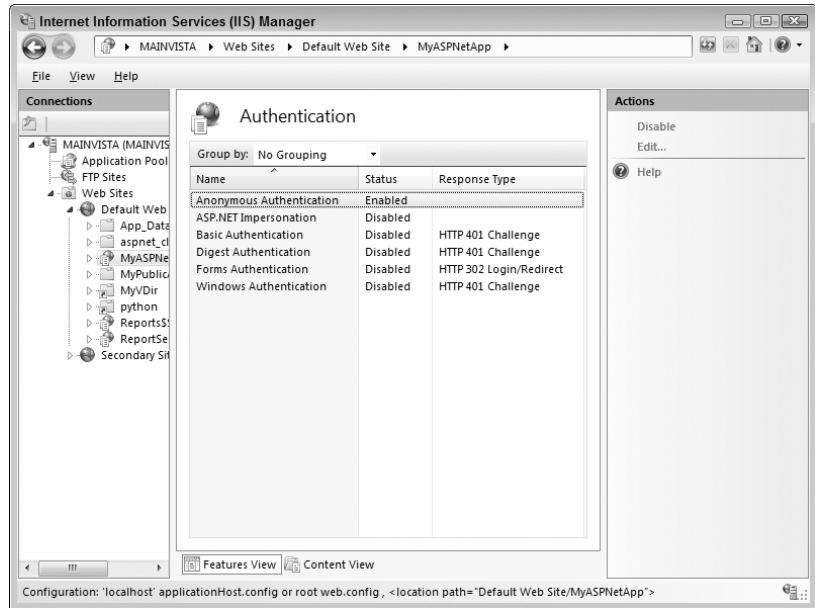 Internet Information Services (IIS) Manager
MAINVISTA Web Sites Default Web Site MyASPNetApp
File View Help
Connections
MAINVISTA (MAINVIS
Application Pool
FTP Sites
Web Sites
Default Web
App_Data
aspnet_cl
MyASPNe
MyPublic
MyVDir
python
Reports$
ReportSe
Secondary Sit
Authentication
Group by: No Grouping
Name Status Response Type
Anonymous Authentication Enabled
ASP.NET Impersonation Disabled
Basic Authentication Disabled HTTP 401 Challenge
Digest Authentication Disabled HTTP 401 Challenge
Forms Authentication Disabled HTTP 302 Login/Redirect
Windows Authentication Disabled HTTP 401 Challenge
Features View Content View
Actions
Disable
Edit...
Help
Configuration: 'localhost' applicationHost.config or root web.config , <location path="Default Web Site/MyASPNetApp">